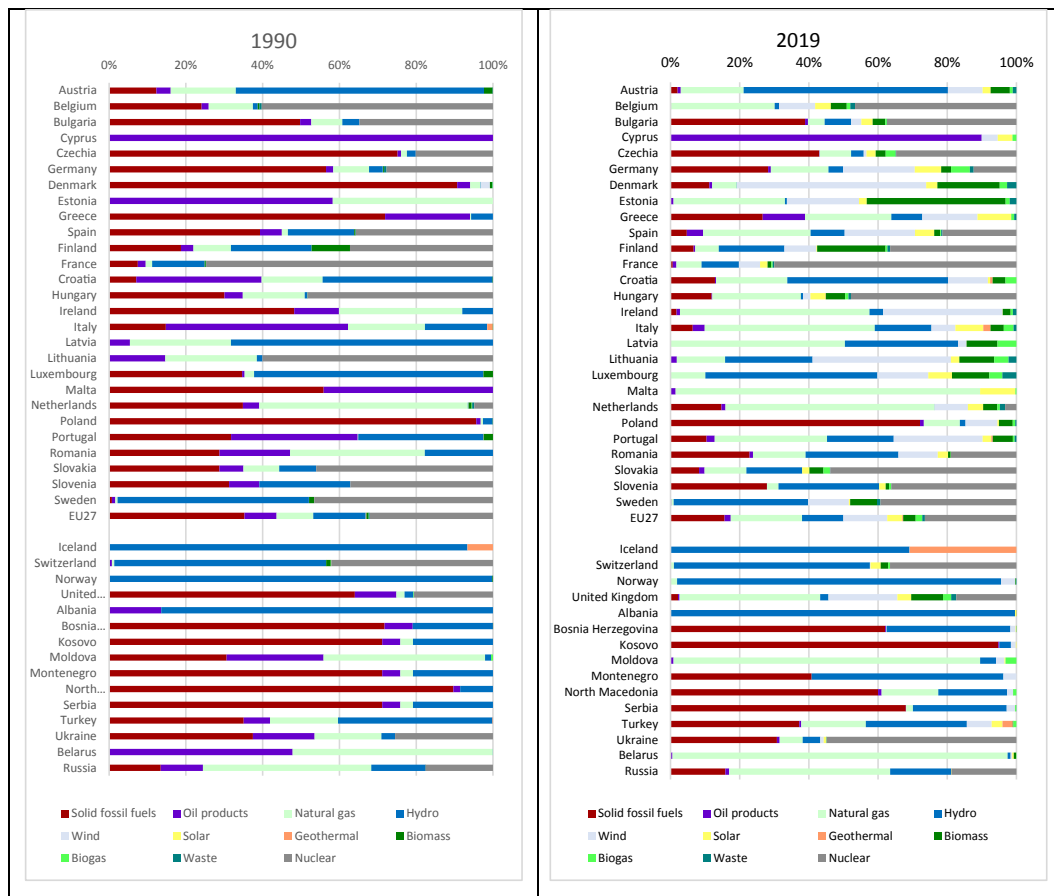 1990
0% 20% 40% 60% 80% 100%
Austria
Belgium
Bulgaria
Cyprus
Czechia
Germany
Denmark
Estonia
Greece
Spain
Finland
France
Croatia
Hungary
Ireland
Italy
Latvia
Lithuania
Luxembourg
Malta
Netherlands
Poland
Portugal
Romania
Slovakia
Slovenia
Sweden
EU27
Iceland
Switzerland
Norway
United...
Albania
Bosnia...
Kosovo
Moldova
Montenegro
North...
Serbia
Turkey
Ukraine
Belarus
Russia
Solid fossil fuels Oil products Natural gas Hydro
Wind Solar Geothermal Biomass
Biogas Waste Nuclear
2019
0% 20% 40% 60% 80% 100%
Austria
Belgium
Bulgaria
Cyprus
Czechia
Germany
Denmark
Estonia
Greece
Spain
Finland
France
Croatia
Hungary
Ireland
Italy
Latvia
Lithuania
Luxembourg
Malta
Netherlands
Poland
Portugal
Romania
Slovakia
Slovenia
Sweden
EU27
Iceland
Switzerland
Norway
United Kingdom
Albania
Bosnia Herzegovina
Kosovo
Moldova
Montenegro
North Macedonia
Serbia
Turkey
Ukraine
Belarus
Russia
Solid fossil fuels Oil products Natural gas Hydro
Wind Solar Geothermal Biomass
Biogas Waste Nuclear